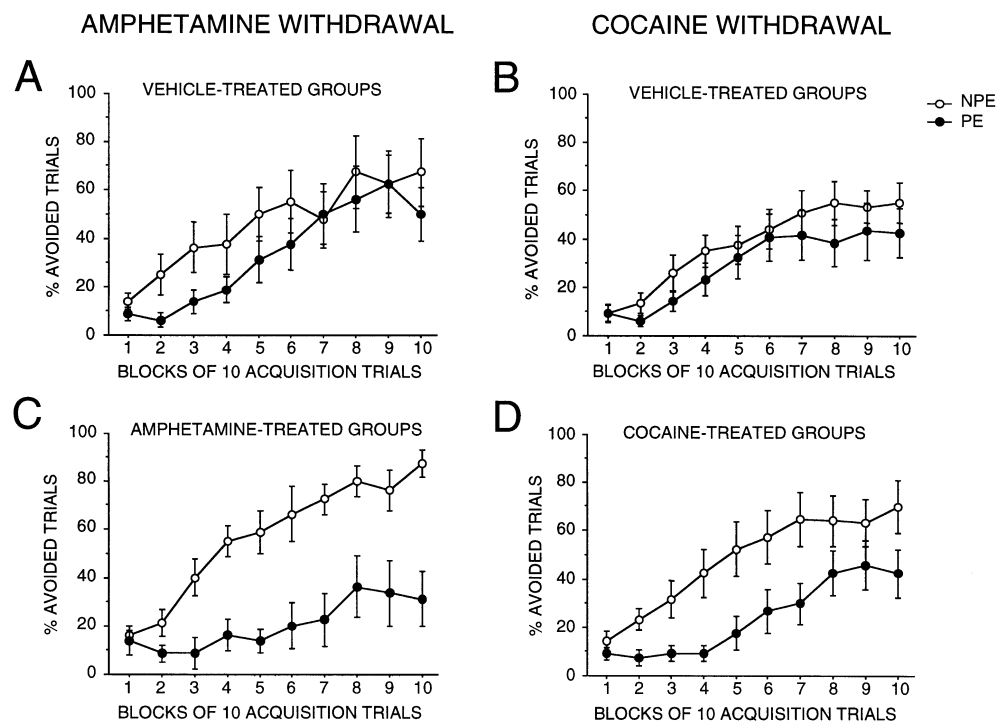 AMPHETAMINE WITHDRAWAL
COCAINE WITHDRAWAL
A
VEHICLE-TREATED GROUPS
% AVOIDED TRIALS
100
80
60
40
20
0
1 2 3 4 5 6 7 8 9 10
BLOCKS OF 10 ACQUISITION TRIALS
B
VEHICLE-TREATED GROUPS
NPE
PE
% AVOIDED TRIALS
100
80
60
40
20
0
1 2 3 4 5 6 7 8 9 10
BLOCKS OF 10 ACQUISITION TRIALS
C
AMPHETAMINE-TREATED GROUPS
% AVOIDED TRIALS
100
80
60
40
20
0
1 2 3 4 5 6 7 8 9 10
BLOCKS OF 10 ACQUISITION TRIALS
D
COCAINE-TREATED GROUPS
% AVOIDED TRIALS
100
80
60
40
20
0
1 2 3 4 5 6 7 8 9 10
BLOCKS OF 10 ACQUISITION TRIALS